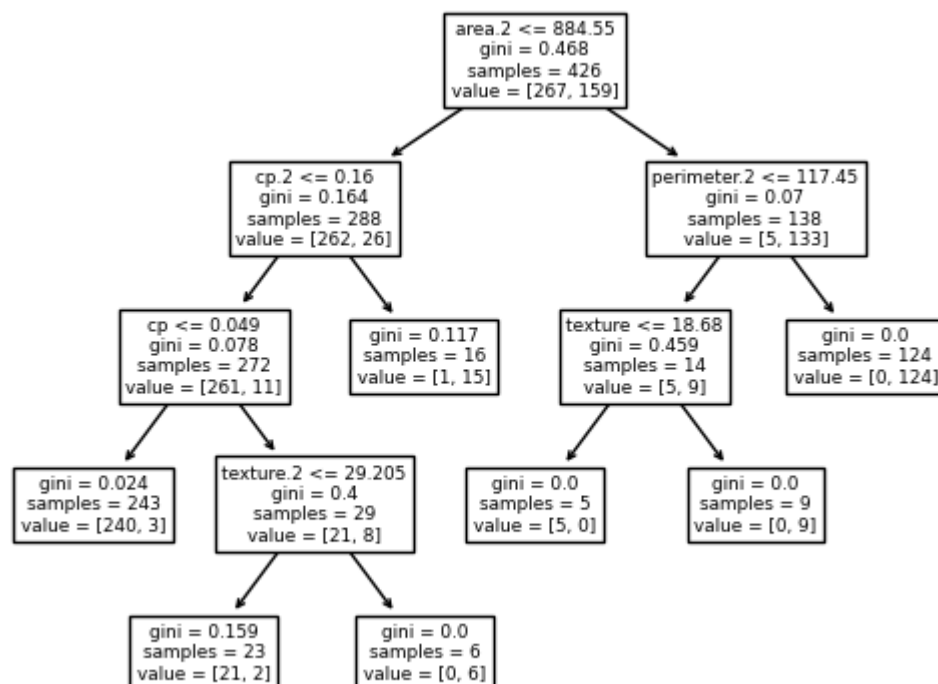 area.2 <= 884.55
gini = 0.468
samples = 426
value = [267, 159]
cp.2 <= 0.16
gini = 0.164
samples = 288
value = [262, 26]
perimeter.2 <= 117.45
gini = 0.07
samples = 138
value = [5, 133]
cp <= 0.049
gini = 0.078
samples = 272
value = [261, 11]
gini = 0.117
samples = 16
value = [1, 15]
texture <= 18.68
gini = 0.459
samples = 14
value = [5, 9]
gini = 0.0
samples = 124
value = [0, 124]
gini = 0.024
samples = 243
value = [240, 3]
texture.2 <= 29.205
gini = 0.4
samples = 29
value = [21, 8]
gini = 0.0
samples = 5
value = [5, 0]
gini = 0.0
samples = 9
value = [0, 9]
gini = 0.159
samples = 23
value = [21, 2]
gini = 0.0
samples = 6
value = [0, 6]